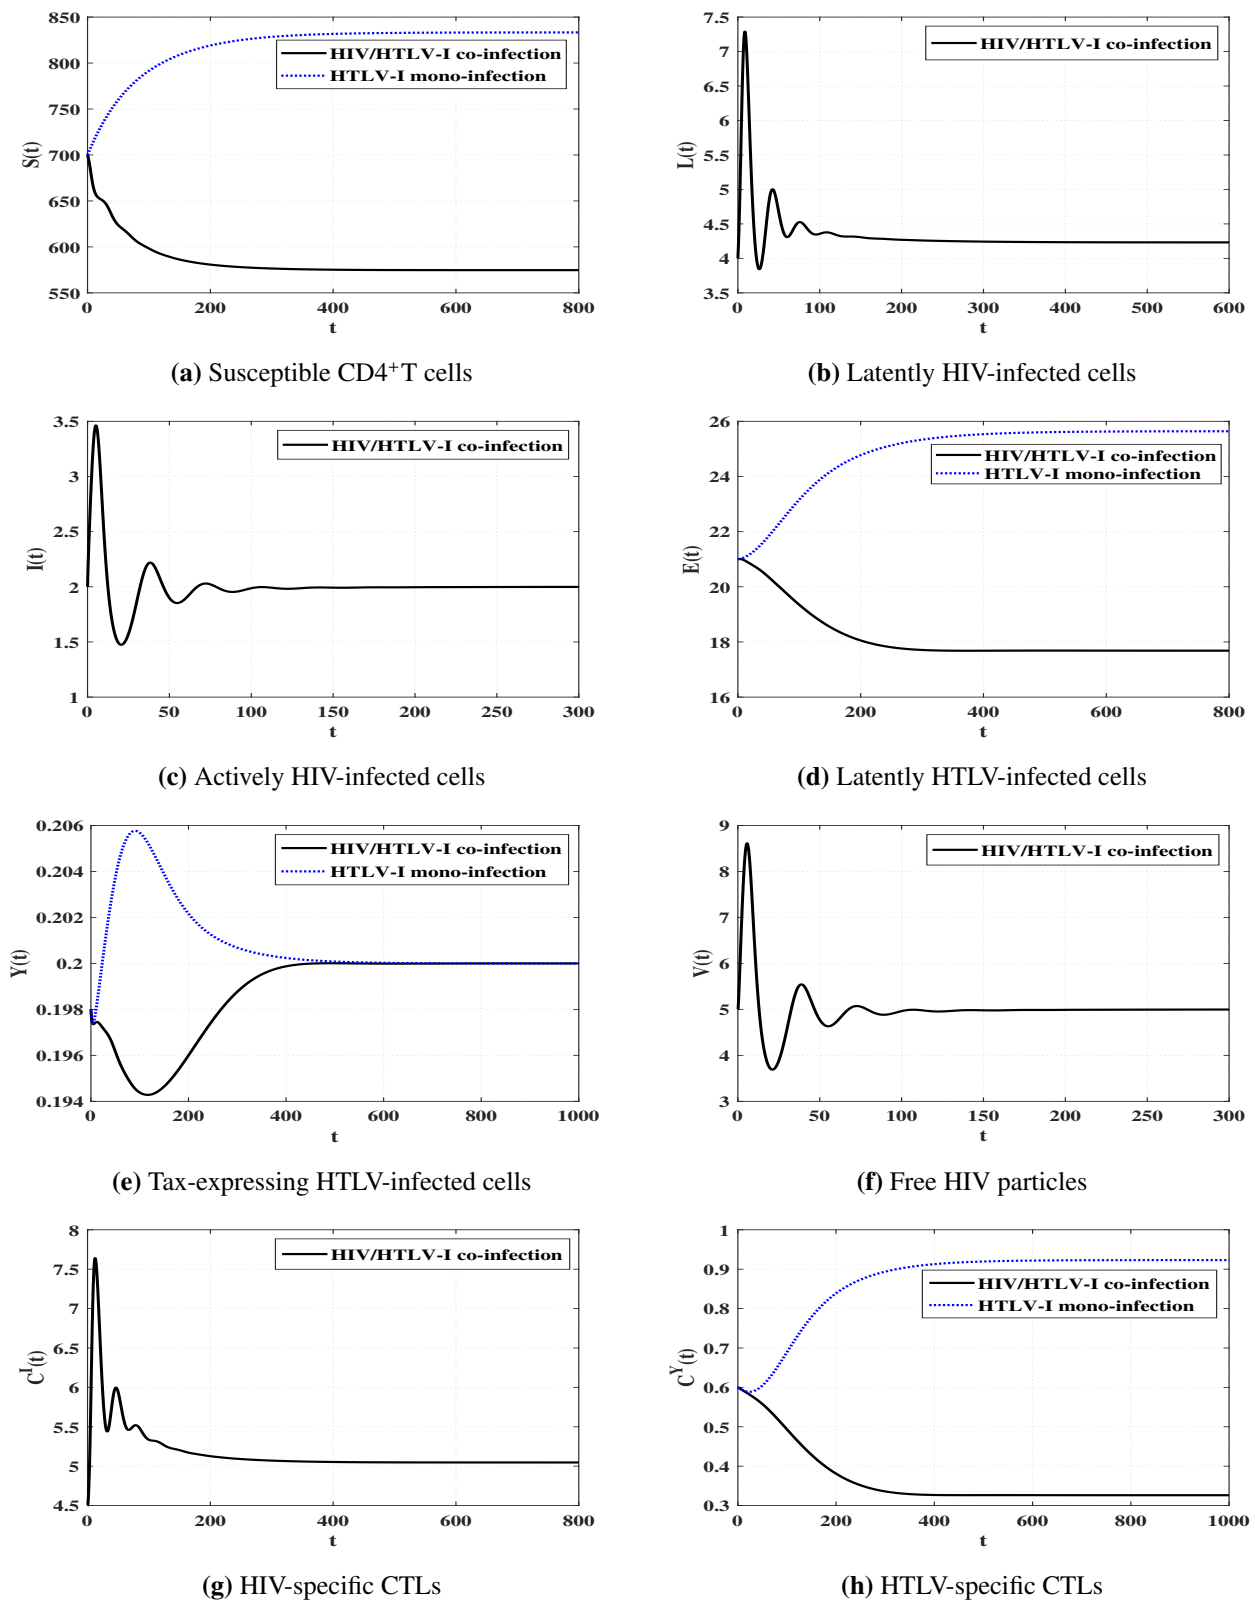 850
800
750
700
650
600
550
S(t)
HIV/HTLV-I co-infection
HTLV-I mono-infection
0 200 400 600 800
t
(a) Susceptible CD4⁺T cells
7.5
7
6.5
6
5.5
5
4.5
4
3.5
L(t)
HIV/HTLV-I co-infection
0 100 200 300 400 500 600
t
(b) Latently HIV-infected cells
3.5
3
2.5
2
1.5
1
I(t)
HIV/HTLV-I co-infection
0 50 100 150 200 250 300
t
(c) Actively HIV-infected cells
26
24
22
20
18
16
E(t)
HIV/HTLV-I co-infection
HTLV-I mono-infection
0 200 400 600 800
t
(d) Latently HTLV-infected cells
0.206
0.204
0.202
0.2
0.198
0.196
0.194
Y(t)
HIV/HTLV-I co-infection
HTLV-I mono-infection
0 200 400 600 800 1000
t
(e) Tax-expressing HTLV-infected cells
9
8
7
6
5
4
3
V(t)
HIV/HTLV-I co-infection
0 50 100 150 200 250 300
t
(f) Free HIV particles
8
7.5
7
6.5
6
5.5
5
4.5
C^I(t)
HIV/HTLV-I co-infection
0 200 400 600 800
t
(g) HIV-specific CTLs
1
0.9
0.8
0.7
0.6
0.5
0.4
0.3
C^Y(t)
HIV/HTLV-I co-infection
HTLV-I mono-infection
0 200 400 600 800 1000
t
(h) HTLV-specific CTLs